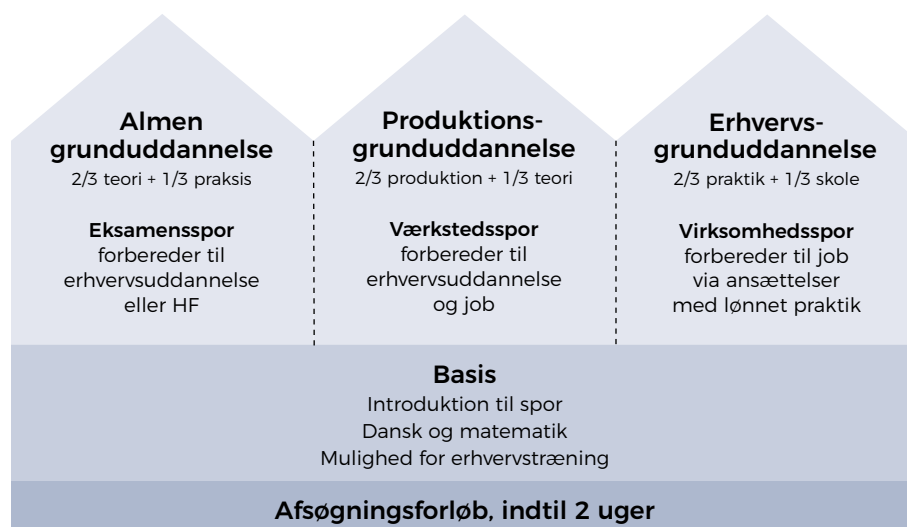 Almen
grunduddannelse
2/3 teori + 1/3 praksis
Eksamensspor
forbereder til
erhvervsuddannelse
eller HF
Produktions-
grunduddannelse
2/3 produktion + 1/3 teori
Værkstedsspor
forbereder til
erhvervsuddannelse
og job
Erhvervs-
grunduddannelse
2/3 praktik + 1/3 skole
Virksomhedsspor
forbereder til job
via ansættelser
med lønnet praktik
Basis
Introduktion til spor
Dansk og matematik
Mulighed for erhvervstræning
Afsøgningsforløb, indtil 2 uger